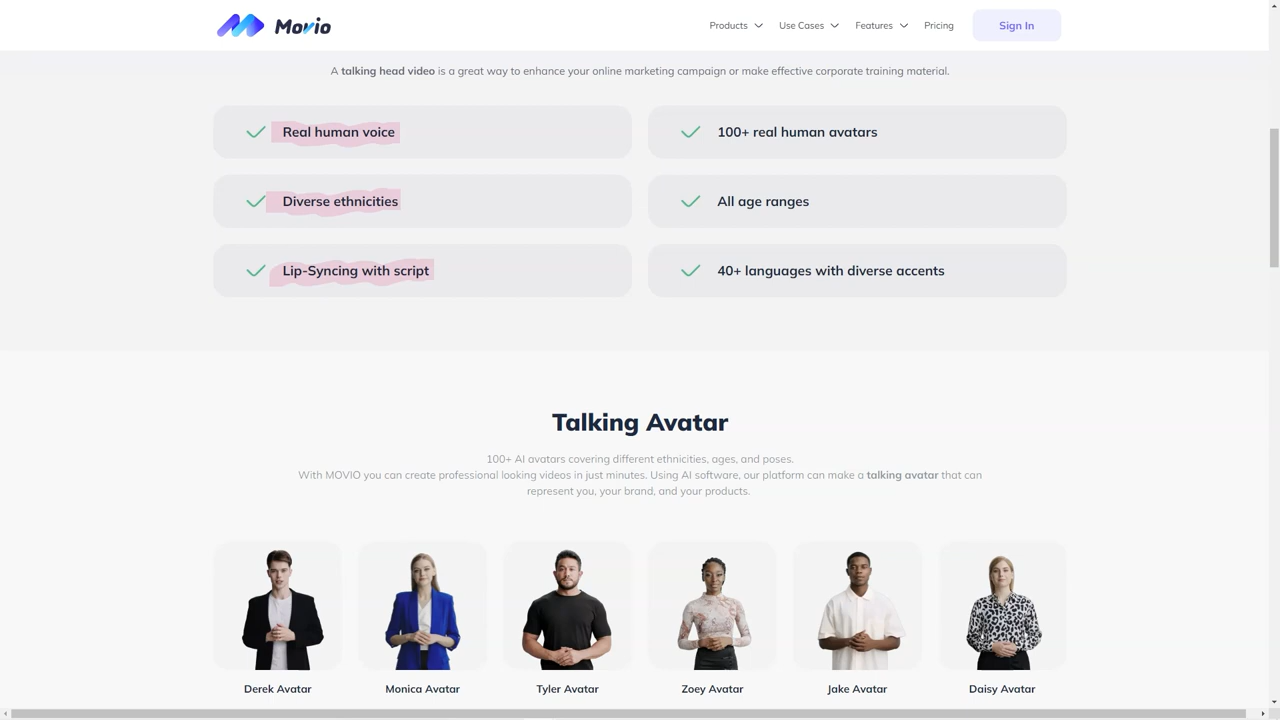 Movio
Products
Use Cases
Features
Pricing
Sign In
A talking head video is a great way to enhance your online marketing campaign or make effective corporate training material.
Real human voice
100+ real human avatars
Diverse ethnicities
All age ranges
Lip-Syncing with script
40+ languages with diverse accents
Talking Avatar
100+ AI avatars covering different ethnicities, ages, and poses.
With MOVIO you can create professional looking videos in just minutes. Using AI software, our platform can make a talking avatar that can
represent you, your brand, and your products.
Derek Avatar
Monica Avatar
Tyler Avatar
Zoey Avatar
Jake Avatar
Daisy Avatar